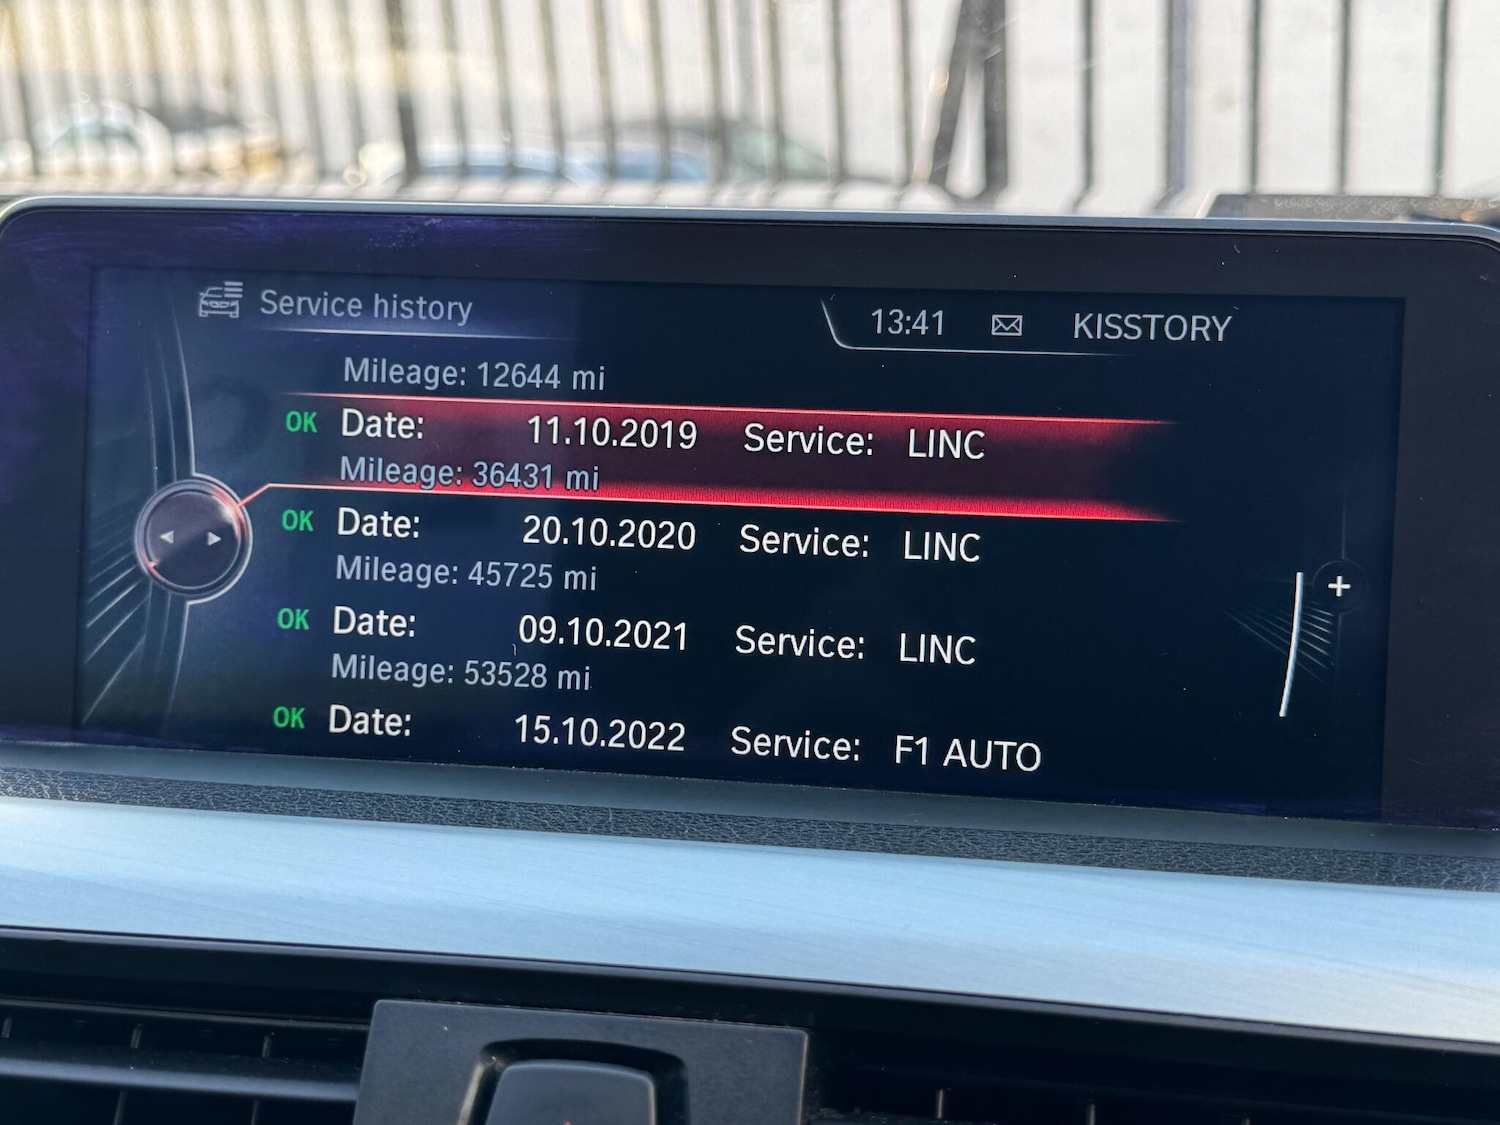 Service history 13:41 KISSTORY
Mileage: 12644 mi
OK Date: 11.10.2019 Service: LINC
Mileage: 36431 mi
OK Date: 20.10.2020 Service: LINC
Mileage: 45725 mi
OK Date: 09.10.2021 Service: LINC
Mileage: 53528 mi
OK Date: 15.10.2022 Service: F1 AUTO